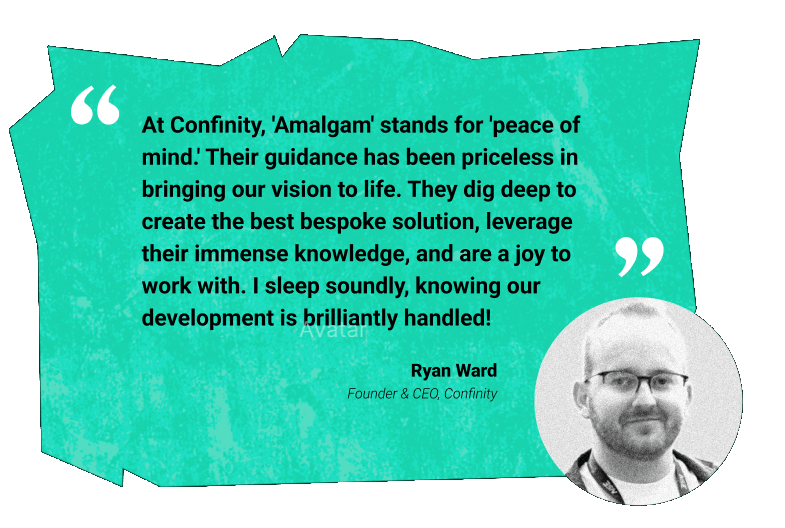 At Confinity, 'Amalgam' stands for 'peace of
mind.' Their guidance has been priceless in
bringing our vision to life. They dig deep to
create the best bespoke solution, leverage
their immense knowledge, and are a joy to
work with. I sleep soundly, knowing our
development is brilliantly handled!
Avatar
Ryan Ward
Founder & CEO, Confinity